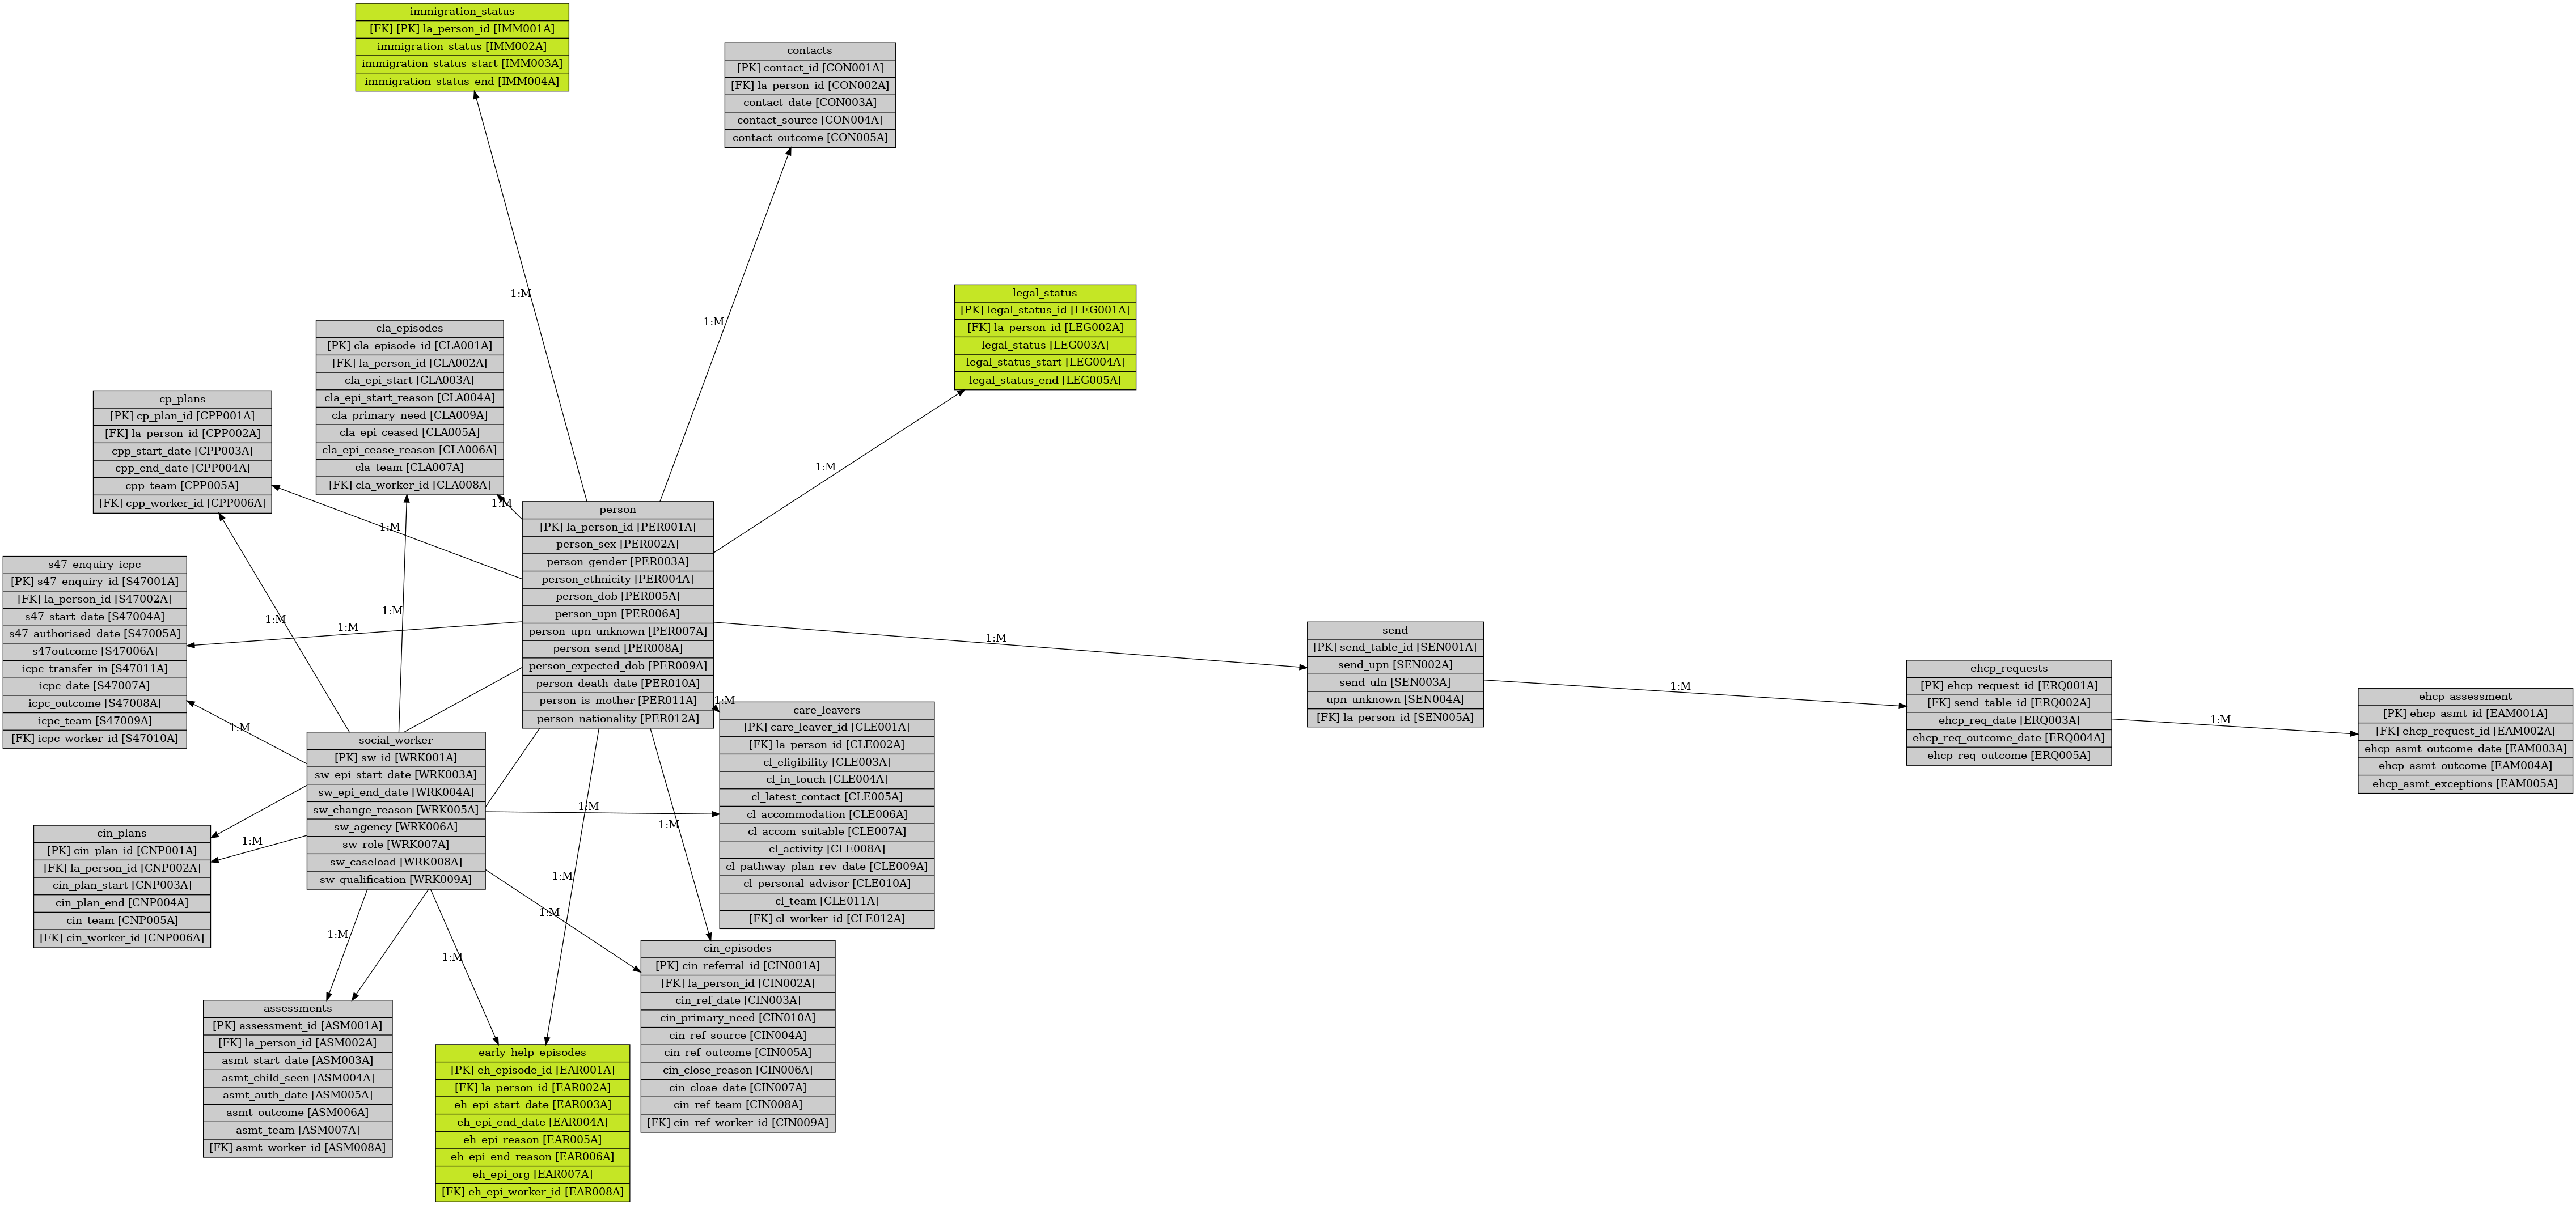 immigration_status
[FK] [PK] la_person_id [IMM001A]
immigration_status [IMM002A]
immigration_status_start [IMM003A]
immigration_status_end [IMM004A]
contacts
[PK] contact_id [CON001A]
[FK] la_person_id [CON002A]
contact_date [CON003A]
contact_source [CON004A]
contact_outcome [CON005A]
1:M
1:M
legal_status
[PK] legal_status_id [LEG001A]
[FK] la_person_id [LEG002A]
legal_status [LEG003A]
legal_status_start [LEG004A]
legal_status_end [LEG005A]
1:M
cla_episodes
[PK] cla_episode_id [CLA001A]
[FK] la_person_id [CLA002A]
cla_epi_start [CLA003A]
cla_epi_start_reason [CLA004A]
cla_primary_need [CLA009A]
cla_epi_ceased [CLA005A]
cla_epi_cease_reason [CLA006A]
cla_team [CLA007A]
[FK] cla_worker_id [CLA008A]
1:M
cp_plans
[PK] cp_plan_id [CPP001A]
[FK] la_person_id [CPP002A]
cpp_start_date [CPP003A]
cpp_end_date [CPP004A]
cpp_team [CPP005A]
[FK] cpp_worker_id [CPP006A]
1:M
person
[PK] la_person_id [PER001A]
person_sex [PER002A]
person_gender [PER003A]
person_ethnicity [PER004A]
person_dob [PER005A]
person_upn [PER006A]
person_upn_unknown [PER007A]
person_send [PER008A]
person_expected_dob [PER009A]
person_death_date [PER010A]
person_is_mother [PER011A]
person_nationality [PER012A]
s47_enquiry_icpc
[PK] s47_enquiry_id [S47001A]
[FK] la_person_id [S47002A]
s47_start_date [S47004A]
s47_authorised_date [S47005A]
s47outcome [S47006A]
icpc_transfer_in [S47011A]
icpc_date [S47007A]
icpc_outcome [S47008A]
icpc_team [S47009A]
[FK] icpc_worker_id [S47010A]
1:M
1:M
1:M
1:M
1:M
send
[PK] send_table_id [SEN001A]
send_upn [SEN002A]
send_uln [SEN003A]
upn_unknown [SEN004A]
[FK] la_person_id [SEN005A]
1:M
ehcp_requests
[PK] ehcp_request_id [ERQ001A]
[FK] send_table_id [ERQ002A]
ehcp_req_date [ERQ003A]
ehcp_req_outcome_date [ERQ004A]
ehcp_req_outcome [ERQ005A]
1:M
ehcp_assessment
[PK] ehcp_asmt_id [EAM001A]
[FK] ehcp_request_id [EAM002A]
ehcp_asmt_outcome_date [EAM003A]
ehcp_asmt_outcome [EAM004A]
ehcp_asmt_exceptions [EAM005A]
1:M
care_leavers
[PK] care_leaver_id [CLE001A]
[FK] la_person_id [CLE002A]
cl_eligibility [CLE003A]
cl_in_touch [CLE004A]
cl_latest_contact [CLE005A]
cl_accommodation [CLE006A]
cl_accom_suitable [CLE007A]
cl_activity [CLE008A]
cl_pathway_plan_rev_date [CLE009A]
cl_personal_advisor [CLE010A]
cl_team [CLE011A]
[FK] cl_worker_id [CLE012A]
social_worker
[PK] sw_id [WRK001A]
sw_epi_start_date [WRK003A]
sw_epi_end_date [WRK004A]
sw_change_reason [WRK005A]
sw_agency [WRK006A]
sw_role [WRK007A]
sw_caseload [WRK008A]
sw_qualification [WRK009A]
1:M
1:M
1:M
cin_plans
[PK] cin_plan_id [CNP001A]
[FK] la_person_id [CNP002A]
cin_plan_start [CNP003A]
cin_plan_end [CNP004A]
cin_team [CNP005A]
[FK] cin_worker_id [CNP006A]
1:M
1:M
1:M
1:M
cin_episodes
[PK] cin_referral_id [CIN001A]
[FK] la_person_id [CIN002A]
cin_ref_date [CIN003A]
cin_primary_need [CIN010A]
cin_ref_source [CIN004A]
cin_ref_outcome [CIN005A]
cin_close_reason [CIN006A]
cin_close_date [CIN007A]
cin_ref_team [CIN008A]
[FK] cin_ref_worker_id [CIN009A]
assessments
[PK] assessment_id [ASM001A]
[FK] la_person_id [ASM002A]
asmt_start_date [ASM003A]
asmt_child_seen [ASM004A]
asmt_auth_date [ASM005A]
asmt_outcome [ASM006A]
asmt_team [ASM007A]
[FK] asmt_worker_id [ASM008A]
early_help_episodes
[PK] eh_episode_id [EAR001A]
[FK] la_person_id [EAR002A]
eh_epi_start_date [EAR003A]
eh_epi_end_date [EAR004A]
eh_epi_reason [EAR005A]
eh_epi_end_reason [EAR006A]
eh_epi_org [EAR007A]
[FK] eh_epi_worker_id [EAR008A]